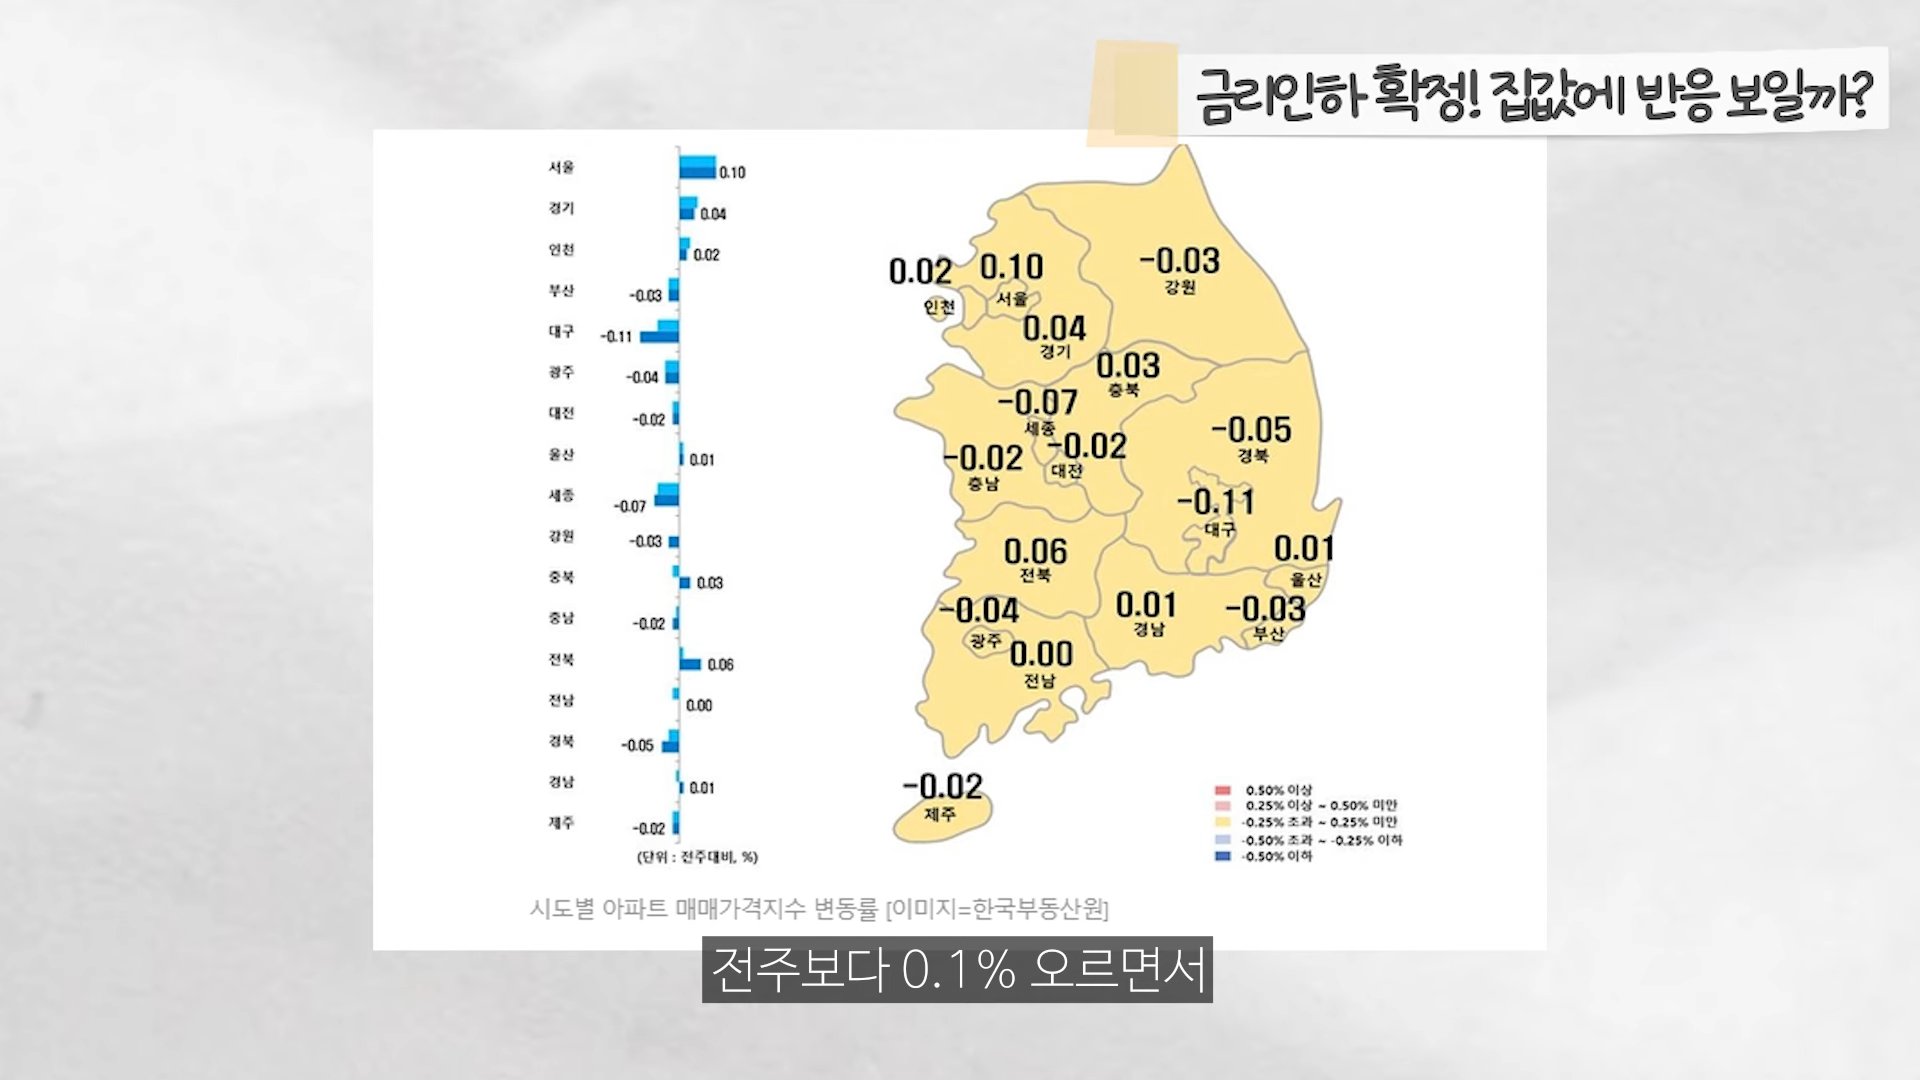 금리인하 확정! 집값에 반응 보일까?
서울 0.10
경기 0.04
인천 0.02
부산 -0.03
대구 -0.11
광주 -0.04
대전 -0.02
울산 0.01
세종 -0.07
강원 -0.03
충북 0.03
충남 -0.02
전북 0.06
전남 0.00
경북 -0.05
경남 0.01
제주 -0.02
(단위 : 전주대비, %)
0.02
인천
0.10
서울
0.04
경기
-0.03
강원
0.03
충북
-0.07
세종
-0.02
대전
-0.02
충남
-0.05
경북
-0.11
대구
0.01
울산
0.06
전북
-0.04
광주
0.00
전남
0.01
경남
-0.03
부산
-0.02
제주
0.50% 이상
0.25% 이상 ~ 0.50% 미만
-0.25% 초과 ~ 0.25% 미만
-0.50% 초과 ~ -0.25% 이하
-0.50% 이하
시도별 아파트 매매가격지수 변동률 [이미지=한국부동산원]
전주보다 0.1% 오르면서